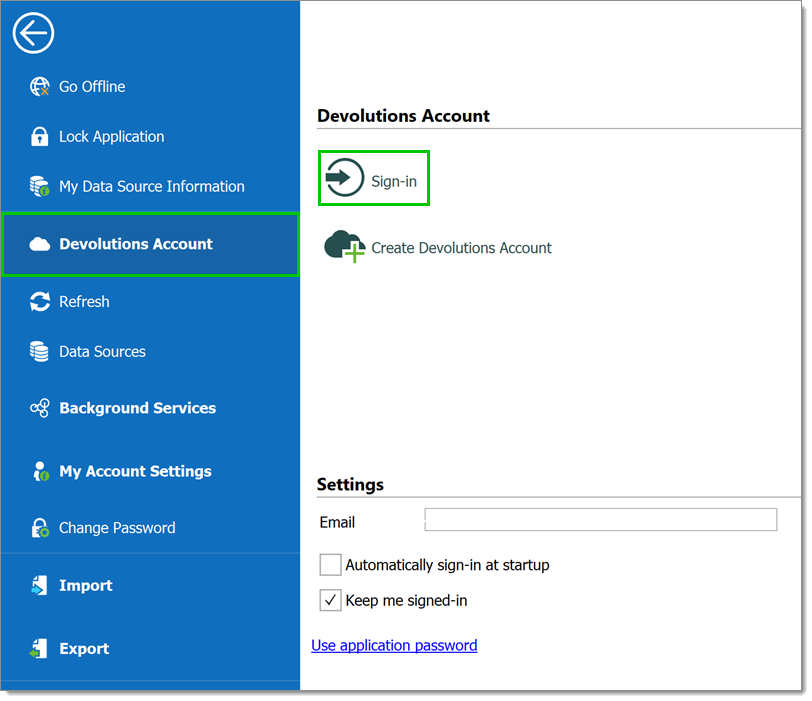 Go Offline
Lock Application
My Data Source Information
Devolutions Account
Refresh
Data Sources
Background Services
My Account Settings
Change Password
Import
Export
Devolutions Account
Sign-in
Create Devolutions Account
Settings
Email
Automatically sign-in at startup
Keep me signed-in
Use application password